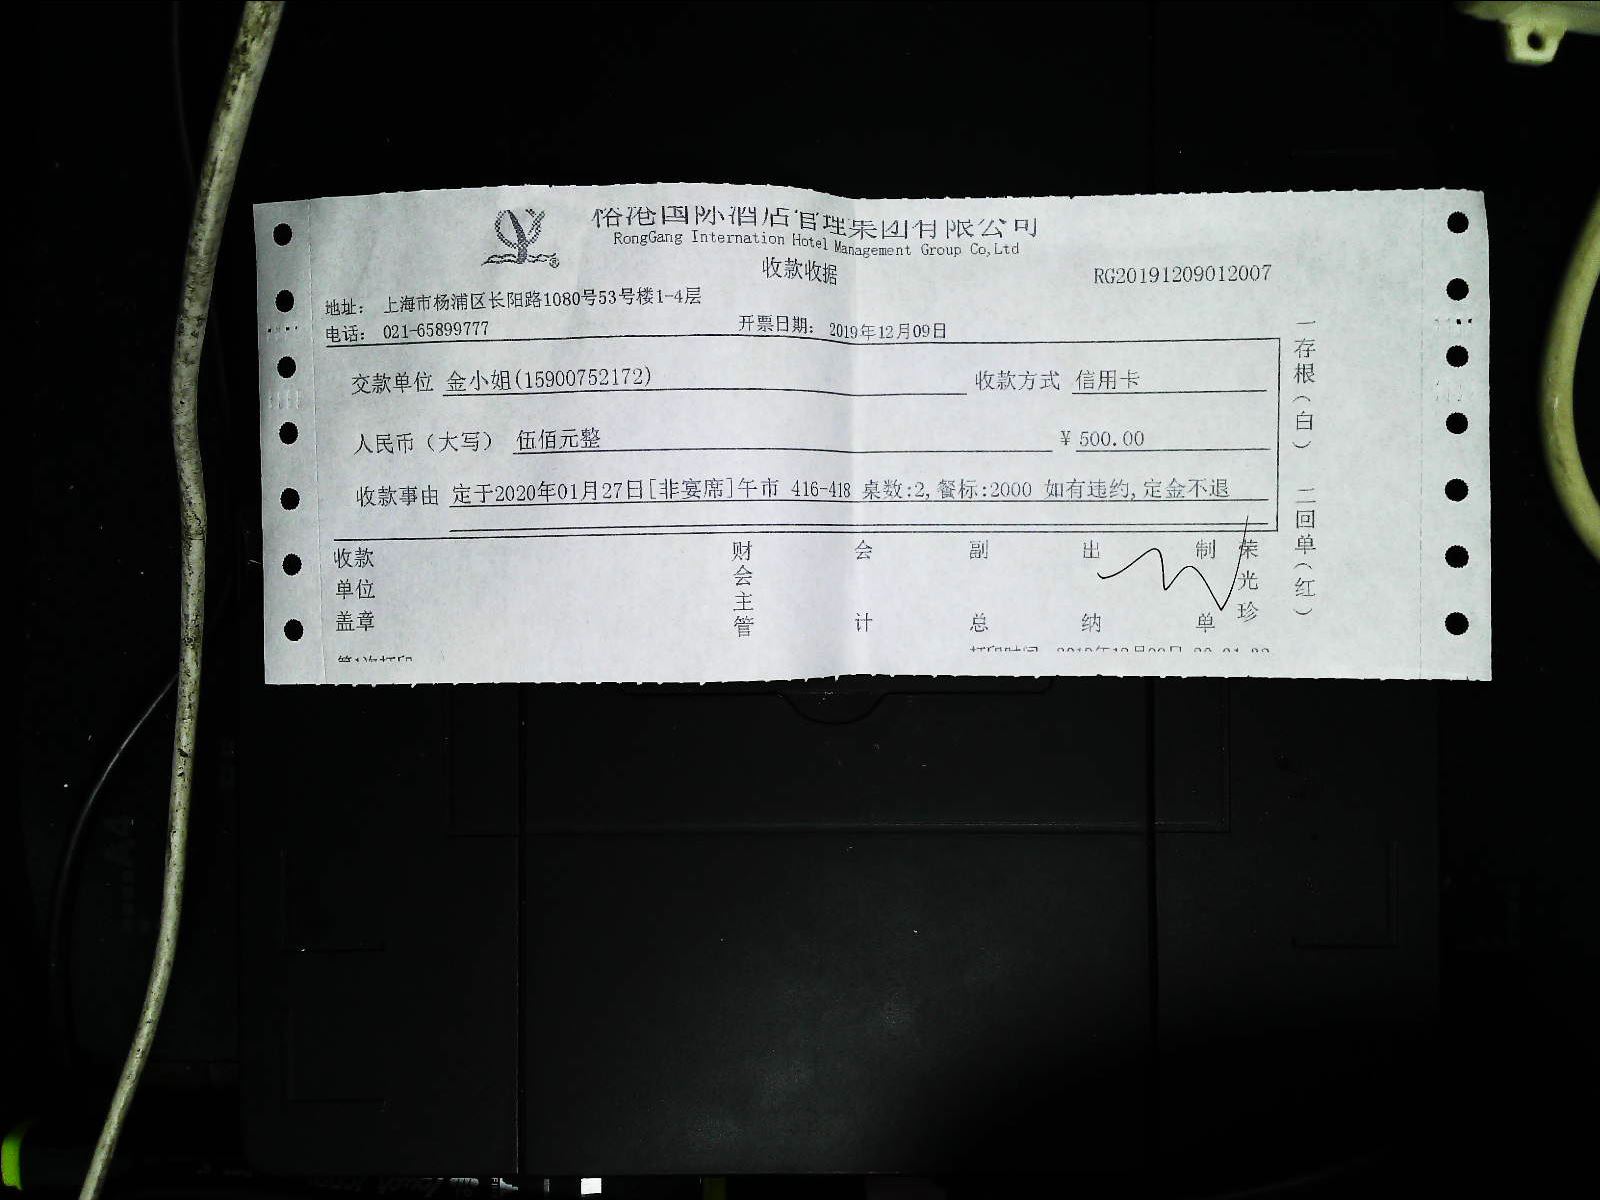 国际酒店管理集团有限公司
RongGang Internation Hotel Management Group Co,Ltd
收款收据
RG20191209012007
地址: 上海市杨浦区长阳路1080号53号楼1-4层
电话: 021-65899777 开票日期: 2019年12月09日
交款单位 金小姐(15900752172) 收款方式 信用卡
人民币（大写） 伍佰元整 ¥ 500.00
收款事由 定于2020年01月27日[非宴席]午市 416-418 桌数:2,餐标:2000 如有违约,定金不退
收款单位盖章
财会主管
会计
副总
出纳
制单
荣光珍
一存根(白)
二回单(红)